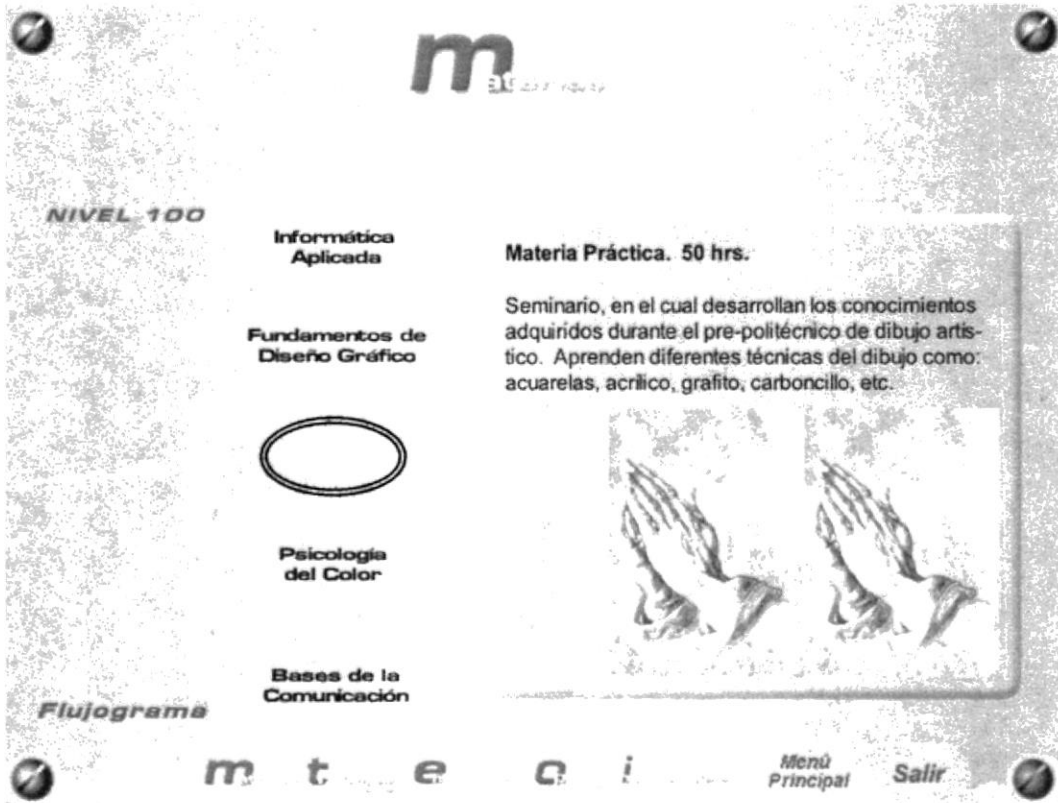 m
NIVEL 100
Informática
Aplicada
Fundamentos de
Diseño Gráfico
Psicología
del Color
Bases de la
Comunicación
Materia Práctica. 50 hrs.
Seminario, en el cual desarrollan los conocimientos
adquiridos durante el pre-politécnico de dibujo artís-
tico. Aprenden diferentes técnicas del dibujo como:
acuarelas, acrílico, grafito, carboncillo, etc.
Flujograma
m t e c i
Menú
Principal
Salir